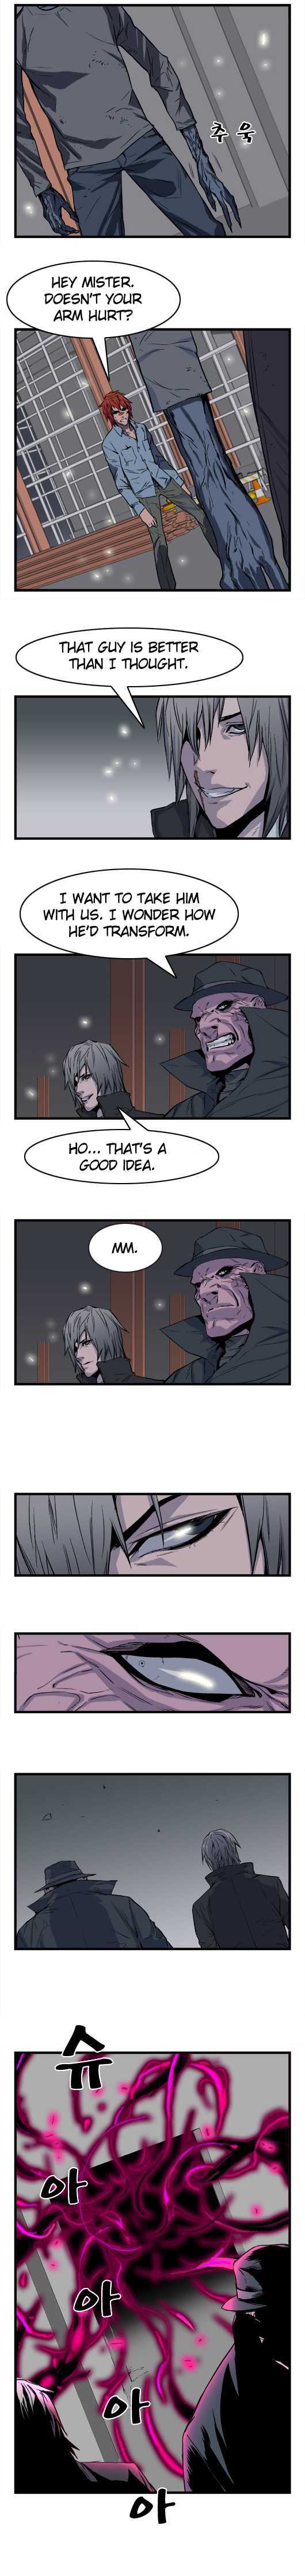 추욱
HEY MISTER.
DOESN'T YOUR
ARM HURT?
THAT GUY IS BETTER
THAN I THOUGHT.
I WANT TO TAKE HIM
WITH US. I WONDER HOW
HE'D TRANSFORM.
HO... THAT'S A
GOOD IDEA.
MM.
슈
아
아
아
아